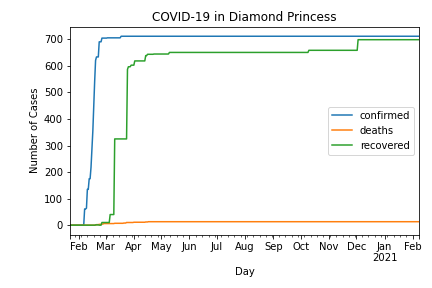 COVID-19 in Diamond Princess
Number of Cases
700
600
500
400
300
200
100
0
confirmed
deaths
recovered
Feb Mar Apr May Jun Jul Aug Sep Oct Nov Dec Jan Feb
2021
Day